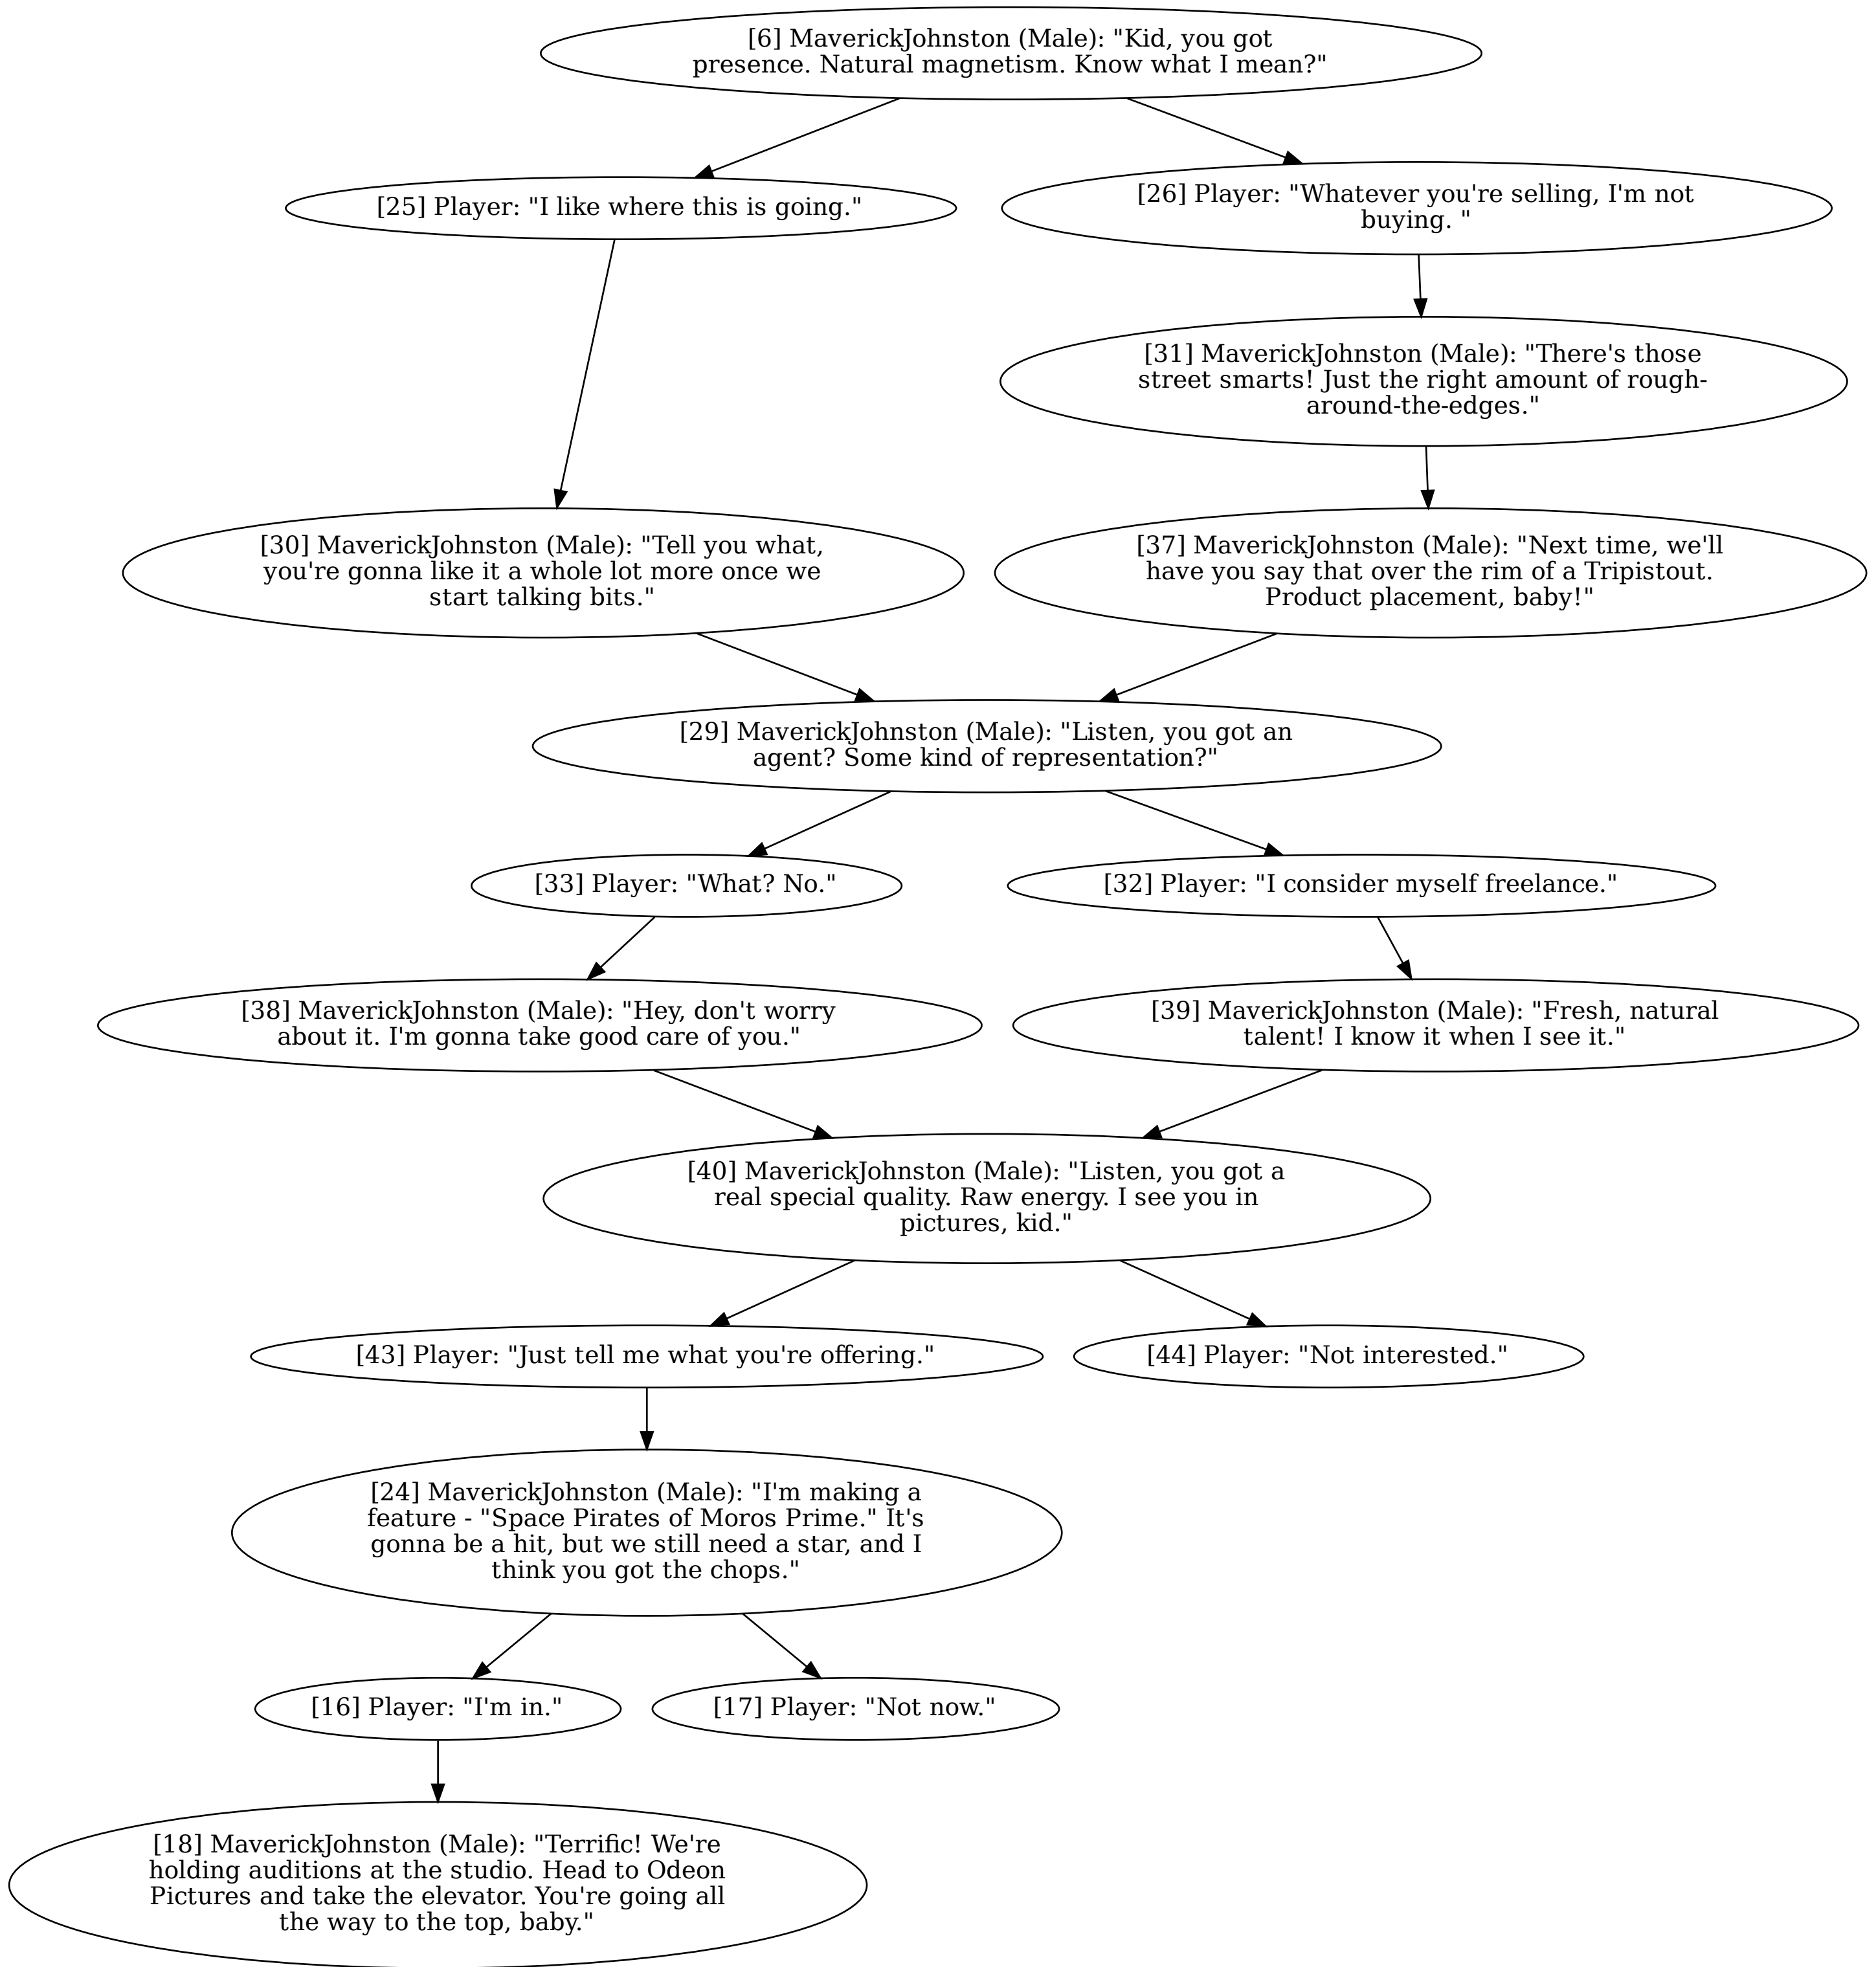 [6] MaverickJohnston (Male): "Kid, you got
presence. Natural magnetism. Know what I mean?"
[25] Player: "I like where this is going."
[26] Player: "Whatever you're selling, I'm not
buying. "
[31] MaverickJohnston (Male): "There's those
street smarts! Just the right amount of rough-
around-the-edges."
[30] MaverickJohnston (Male): "Tell you what,
you're gonna like it a whole lot more once we
start talking bits."
[37] MaverickJohnston (Male): "Next time, we'll
have you say that over the rim of a Tripistout.
Product placement, baby!"
[29] MaverickJohnston (Male): "Listen, you got an
agent? Some kind of representation?"
[33] Player: "What? No."
[32] Player: "I consider myself freelance."
[38] MaverickJohnston (Male): "Hey, don't worry
about it. I'm gonna take good care of you."
[39] MaverickJohnston (Male): "Fresh, natural
talent! I know it when I see it."
[40] MaverickJohnston (Male): "Listen, you got a
real special quality. Raw energy. I see you in
pictures, kid."
[43] Player: "Just tell me what you're offering."
[44] Player: "Not interested."
[24] MaverickJohnston (Male): "I'm making a
feature - "Space Pirates of Moros Prime." It's
gonna be a hit, but we still need a star, and I
think you got the chops."
[16] Player: "I'm in."
[17] Player: "Not now."
[18] MaverickJohnston (Male): "Terrific! We're
holding auditions at the studio. Head to Odeon
Pictures and take the elevator. You're going all
the way to the top, baby."